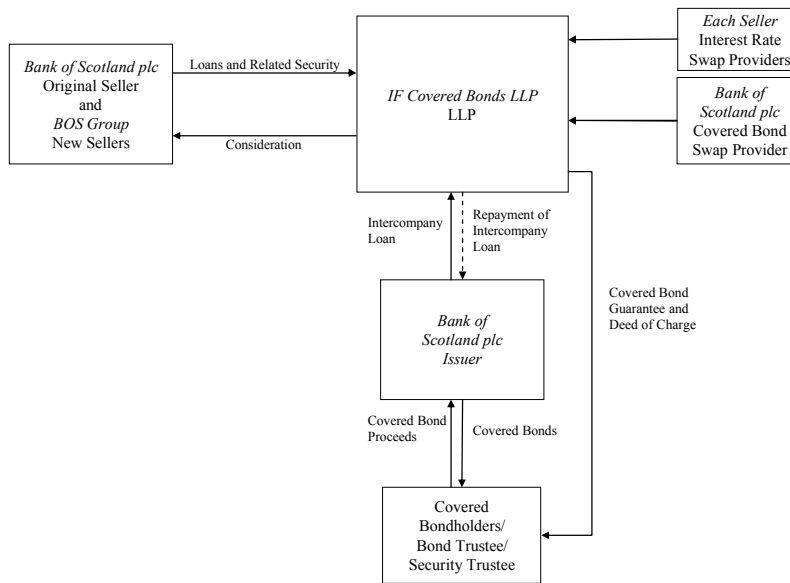 Bank of Scotland plc
Original Seller
and
BOS Group
New Sellers
Loans and Related Security
Consideration
IF Covered Bonds LLP
LLP
Each Seller
Interest Rate
Swap Providers
Bank of
Scotland plc
Covered Bond
Swap Provider
Intercompany
Loan
Repayment of
Intercompany
Loan
Covered Bond
Guarantee and
Deed of Charge
Bank of
Scotland plc
Issuer
Covered Bond
Proceeds
Covered Bonds
Covered
Bondholders/
Bond Trustee/
Security Trustee